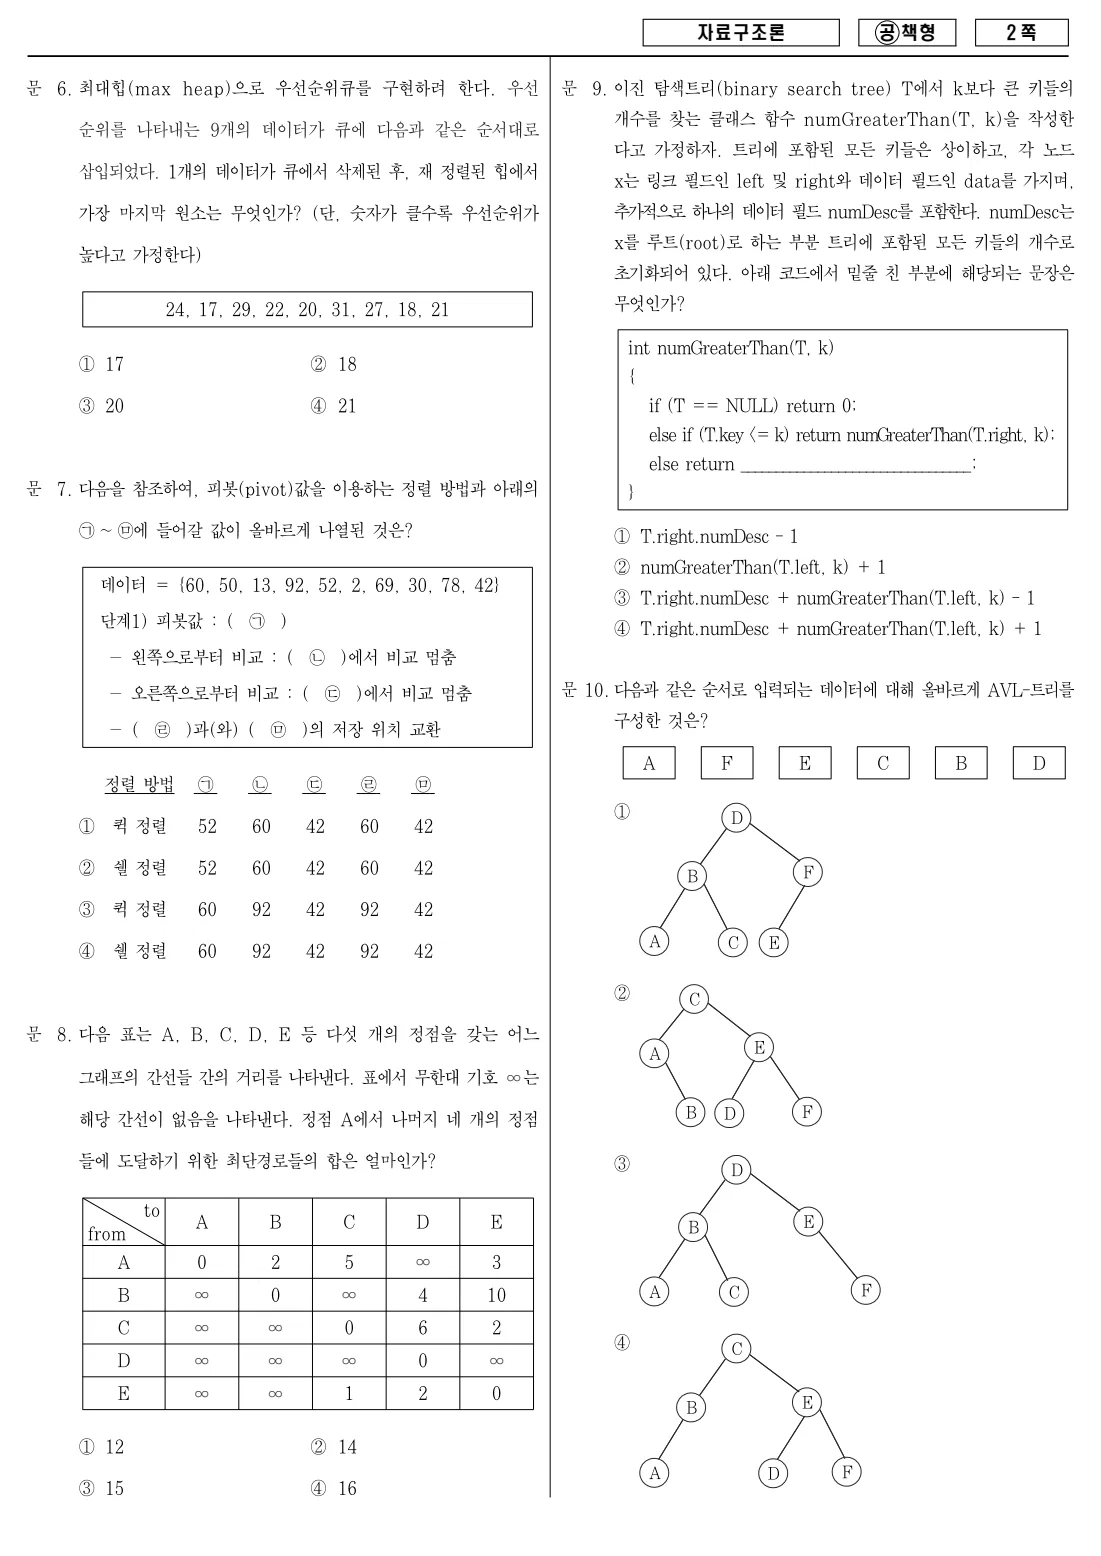 자료구조론
공책형
2쪽
문 6. 최대힙(max heap)으로 우선순위큐를 구현하려 한다. 우선
순위를 나타내는 9개의 데이터가 큐에 다음과 같은 순서대로
삽입되었다. 1개의 데이터가 큐에서 삭제된 후, 재 정렬된 힙에서
가장 마지막 원소는 무엇인가? (단, 숫자가 클수록 우선순위가
높다고 가정한다)
24, 17, 29, 22, 20, 31, 27, 18, 21
① 17 ② 18
③ 20 ④ 21
문 7. 다음을 참조하여, 피봇(pivot)값을 이용하는 정렬 방법과 아래의
㉠ ~ ㉤에 들어갈 값이 올바르게 나열된 것은?
데이터 = {60, 50, 13, 92, 52, 2, 69, 30, 78, 42}
단계1) 피봇값 : ( ㉠ )
- 왼쪽으로부터 비교 : ( ㉡ )에서 비교 멈춤
- 오른쪽으로부터 비교 : ( ㉢ )에서 비교 멈춤
- ( ㉣ )과(와) ( ㉤ )의 저장 위치 교환
정렬 방법 ㉠ ㉡ ㉢ ㉣ ㉤
① 퀵 정렬 52 60 42 60 42
② 쉘 정렬 52 60 42 60 42
③ 퀵 정렬 60 92 42 92 42
④ 쉘 정렬 60 92 42 92 42
문 8. 다음 표는 A, B, C, D, E 등 다섯 개의 정점을 갖는 어느
그래프의 간선들 간의 거리를 나타낸다. 표에서 무한대 기호 ∞는
해당 간선이 없음을 나타낸다. 정점 A에서 나머지 네 개의 정점
들에 도달하기 위한 최단경로들의 합은 얼마인가?
to
from A B C D E
A 0 2 5 ∞ 3
B ∞ 0 ∞ 4 10
C ∞ ∞ 0 6 2
D ∞ ∞ ∞ 0 ∞
E ∞ ∞ 1 2 0
① 12 ② 14
③ 15 ④ 16
문 9. 이진 탐색트리(binary search tree) T에서 k보다 큰 키들의
개수를 찾는 클래스 함수 numGreaterThan(T, k)을 작성한
다고 가정하자. 트리에 포함된 모든 키들은 상이하고, 각 노드
x는 링크 필드인 left 및 right와 데이터 필드인 data를 가지며,
추가적으로 하나의 데이터 필드 numDesc를 포함한다. numDesc는
x를 루트(root)로 하는 부분 트리에 포함된 모든 키들의 개수로
초기화되어 있다. 아래 코드에서 밑줄 친 부분에 해당되는 문장은
무엇인가?
int numGreaterThan(T, k)
{
if (T == NULL) return 0;
else if (T.key <= k) return numGreaterThan(T.right, k);
else return ____________________________;
}
① T.right.numDesc - 1
② numGreaterThan(T.left, k) + 1
③ T.right.numDesc + numGreaterThan(T.left, k) - 1
④ T.right.numDesc + numGreaterThan(T.left, k) + 1
문 10. 다음과 같은 순서로 입력되는 데이터에 대해 올바르게 AVL-트리를
구성한 것은?
A F E C B D
①
D
B F
A C E
②
C
A E
B D F
③
D
B E
A C F
④
C
B E
A D F